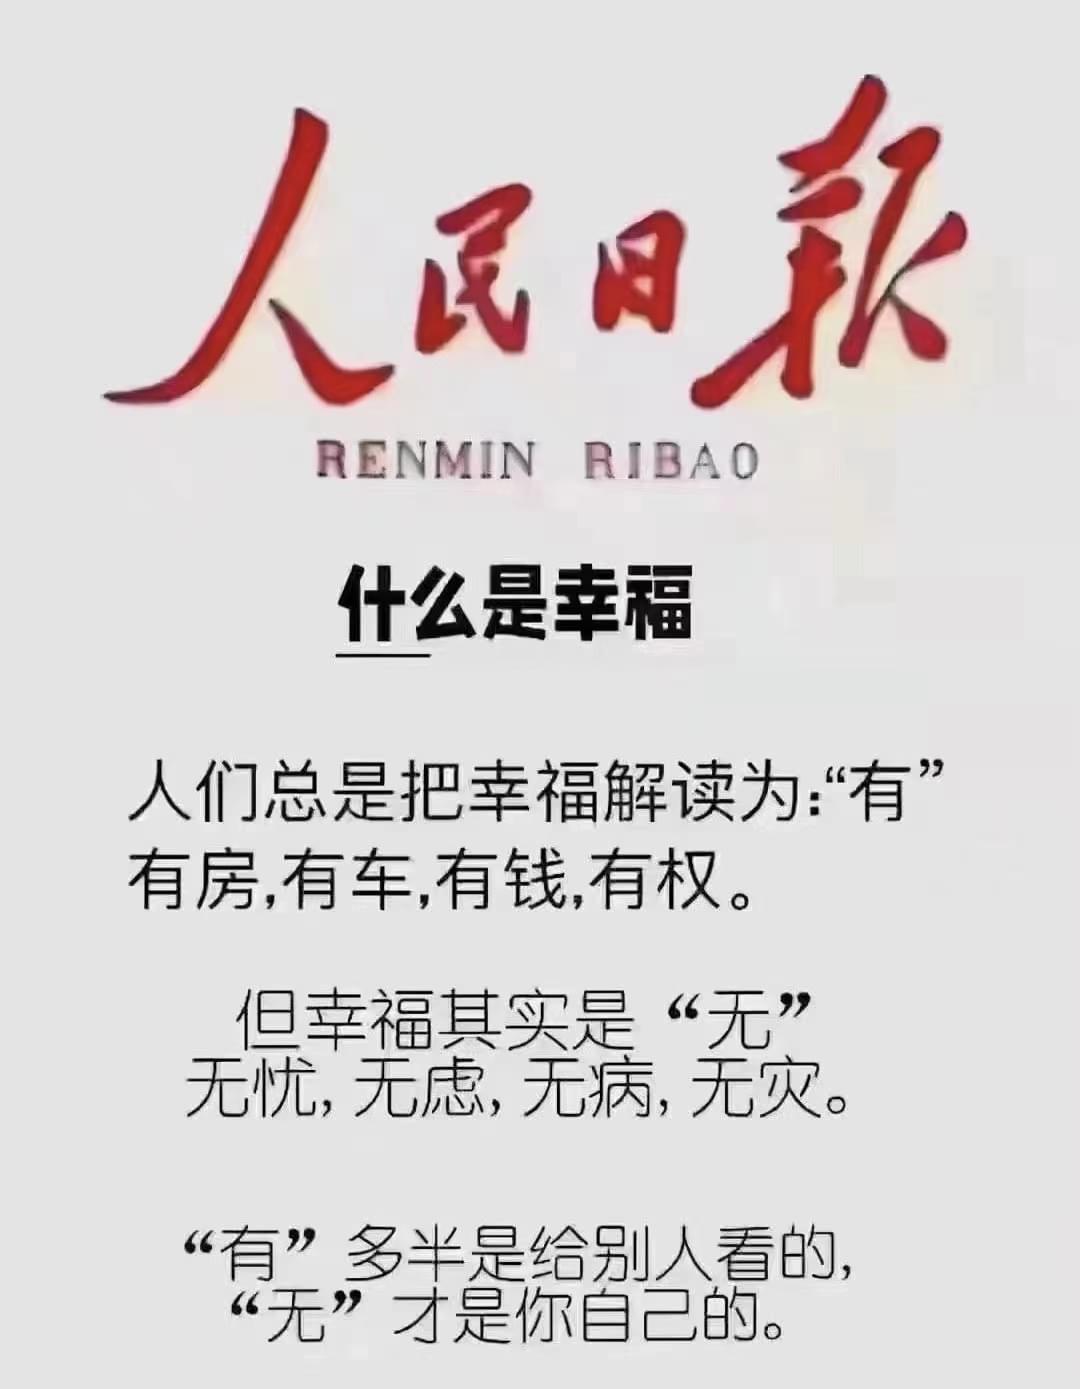 人民日报
RENMIN RIBAO
什么是幸福
人们总是把幸福解读为:“有”
有房,有车,有钱,有权。
但幸福其实是“无”
无忧,无虑,无病,无灾。
“有”多半是给别人看的,
“无”才是你自己的。